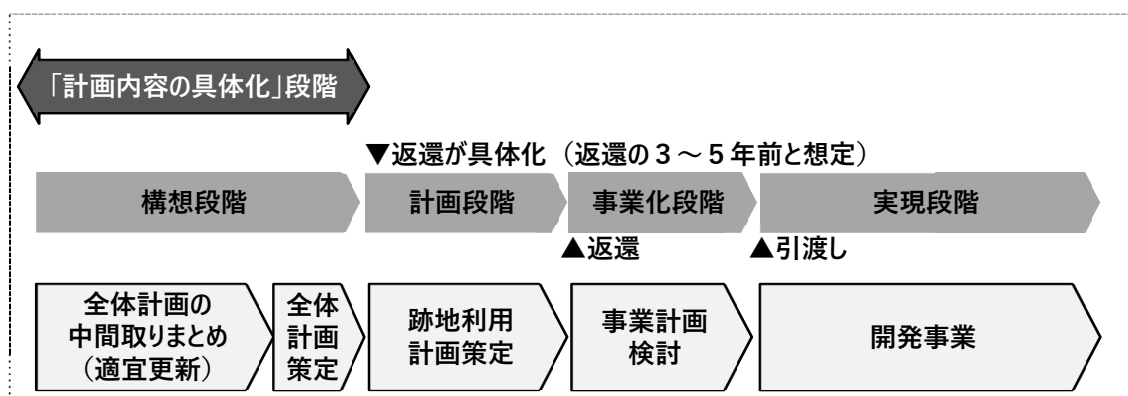 「計画内容の具体化」段階
▼返還が具体化（返還の３～５年前と想定）
構想段階
計画段階
事業化段階
実現段階
▲返還
▲引渡し
全体計画の
中間取りまとめ
（適宜更新）
全体
計画
策定
跡地利用
計画策定
事業計画
検討
開発事業